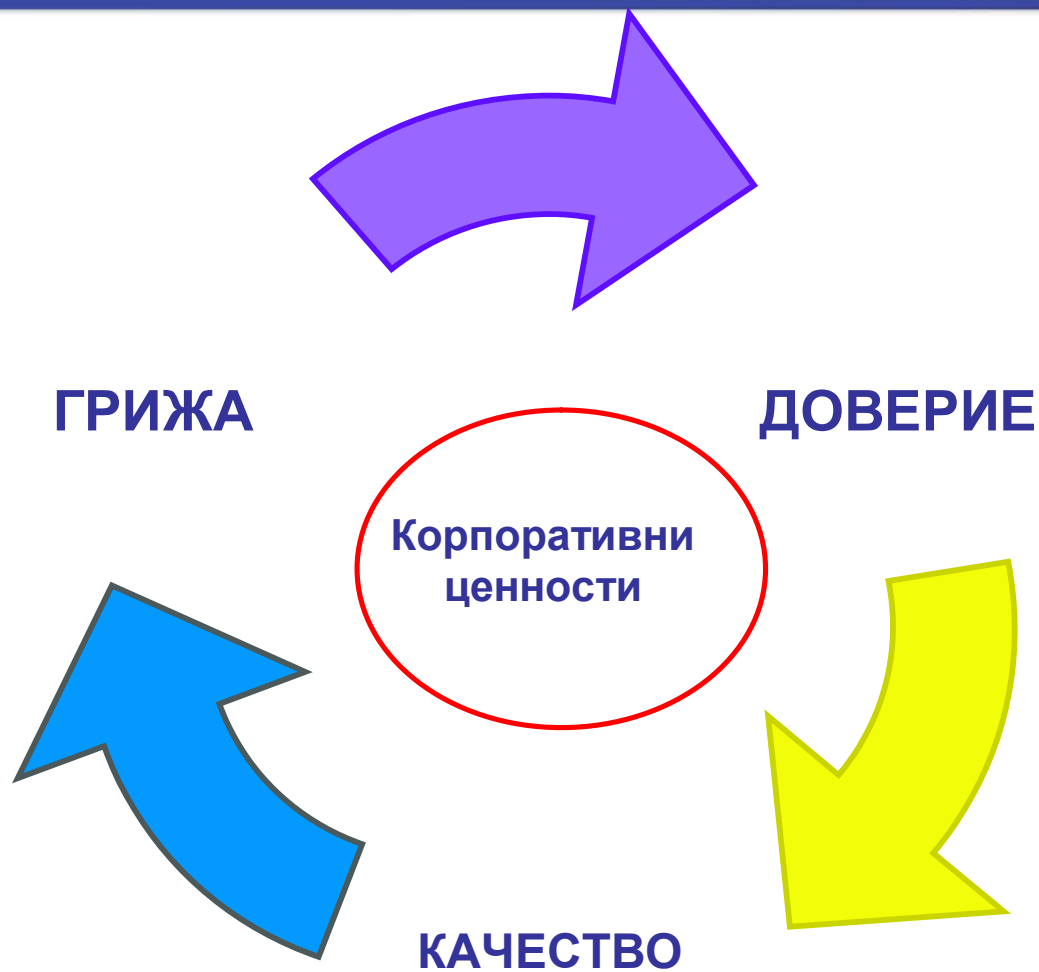 ГРИЖА
ДОВЕРИЕ
Корпоративни
ценности
КАЧЕСТВО